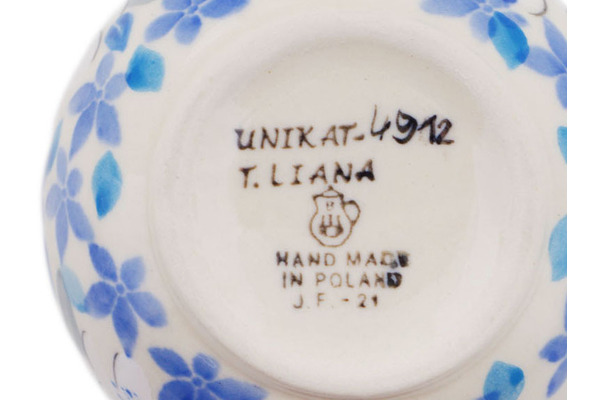 UNIKAT-4912
T. LIANA
HAND MADE
IN POLAND
J.F. - 21